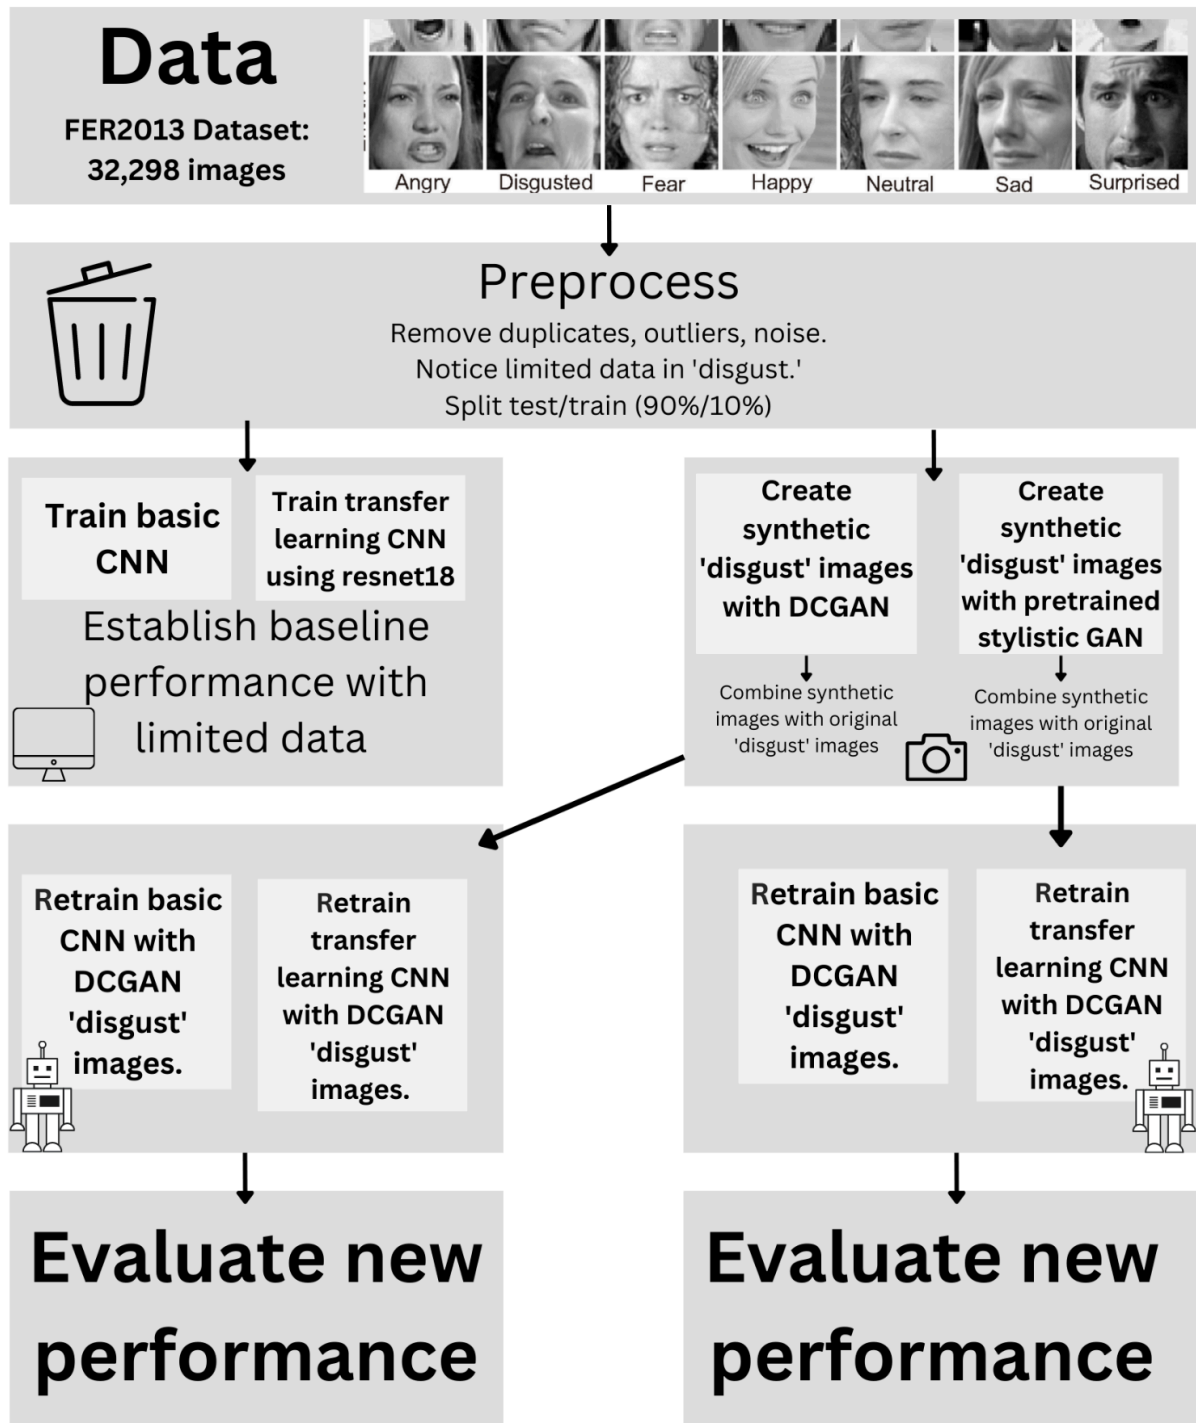 Data
FER2013 Dataset:
32,298 images
Angry Disgusted Fear Happy Neutral Sad Surprised
Preprocess
Remove duplicates, outliers, noise.
Notice limited data in 'disgust.'
Split test/train (90%/10%)
Train basic
CNN
Train transfer
learning CNN
using resnet18
Establish baseline
performance with
limited data
Create
synthetic
'disgust' images
with DCGAN
Combine synthetic
images with original
'disgust' images
Create
synthetic
'disgust' images
with pretrained
stylistic GAN
Combine synthetic
images with original
'disgust' images
Retrain basic
CNN with
DCGAN
'disgust'
images.
Retrain
transfer
learning CNN
with DCGAN
'disgust'
images.
Retrain basic
CNN with
DCGAN
'disgust'
images.
Retrain
transfer
learning CNN
with DCGAN
'disgust'
images.
Evaluate new
performance
Evaluate new
performance